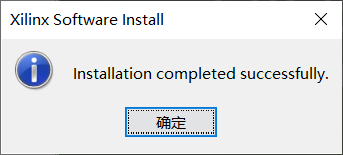 Xilinx Software Install
Installation completed successfully.
确定